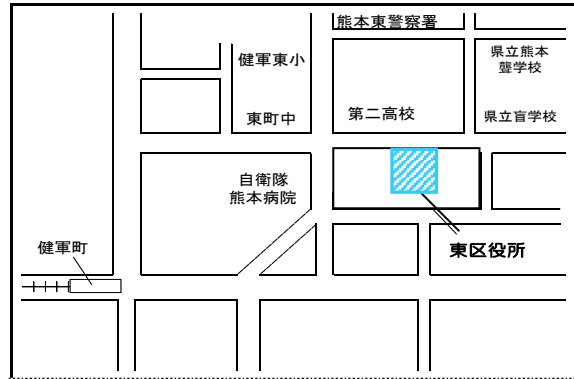 熊本東警察署
健軍東小
県立熊本
聾学校
東町中
第二高校
県立盲学校
自衛隊
熊本病院
健軍町
東区役所